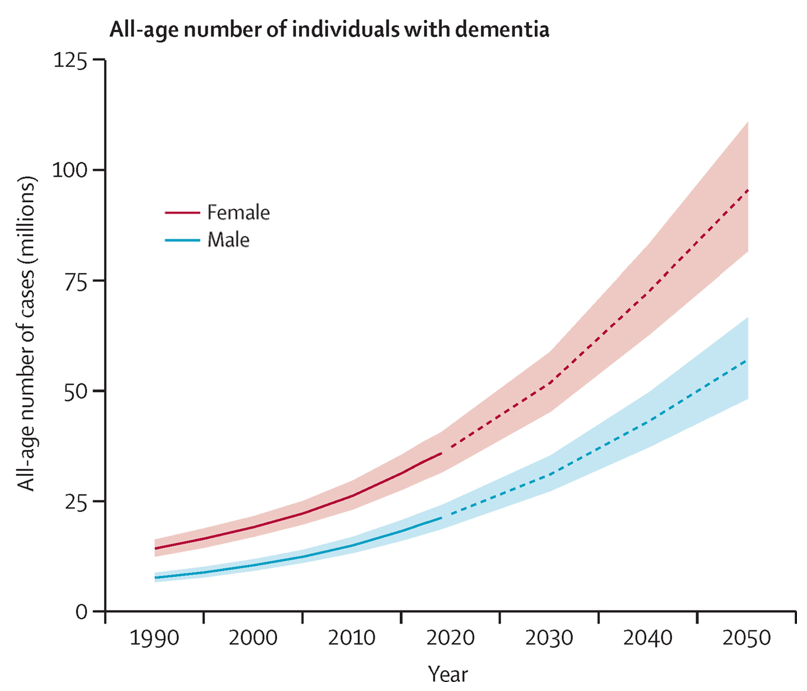 All-age number of individuals with dementia
All-age number of cases (millions)
125
100
75
50
25
0
Female
Male
1990 2000 2010 2020 2030 2040 2050
Year